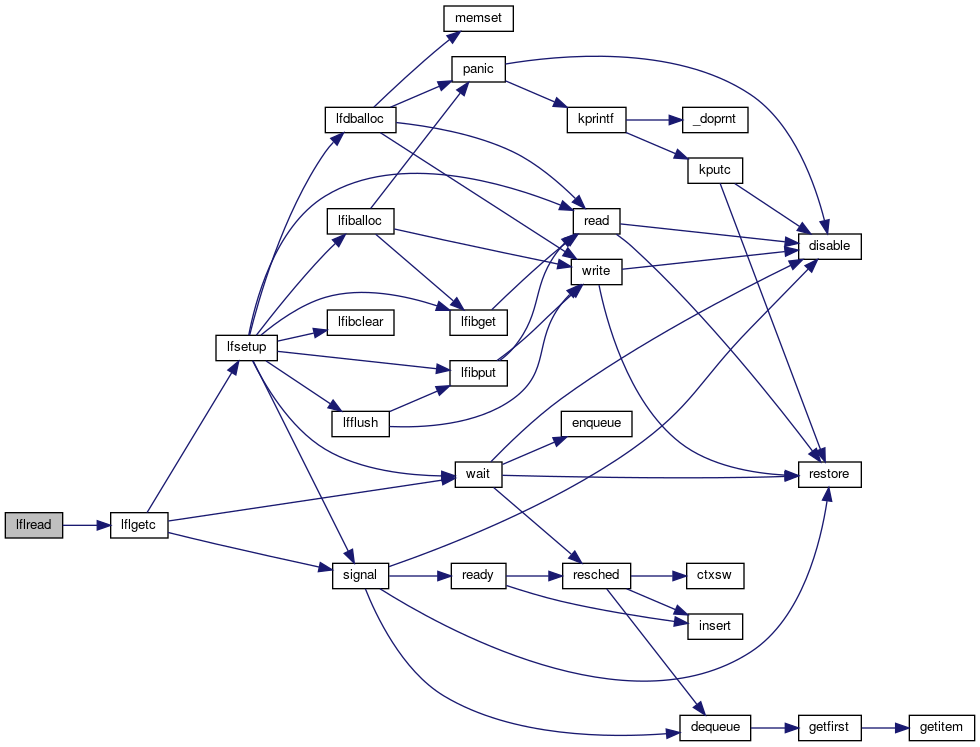 memset
panic
lfdballoc
kprintf
_doprnt
kputc
lfiballoc
read
disable
write
lfibclear
lfibget
lfsetup
lfibput
lfflush
enqueue
wait
restore
lflread
lflgetc
signal
ready
resched
ctxsw
insert
dequeue
getfirst
getitem